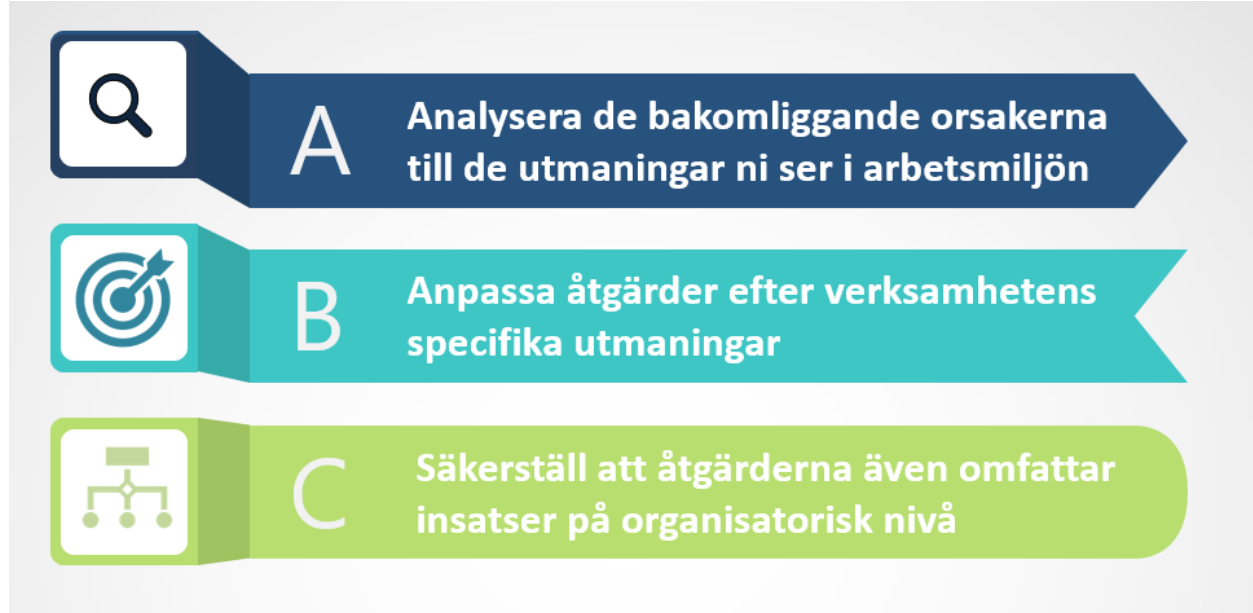 A
Analysera de bakomliggande orsakerna
till de utmaningar ni ser i arbetsmiljön
B
Anpassa åtgärder efter verksamhetens
specifika utmaningar
C
Säkerställ att åtgärderna även omfattar
insatser på organisatorisk nivå